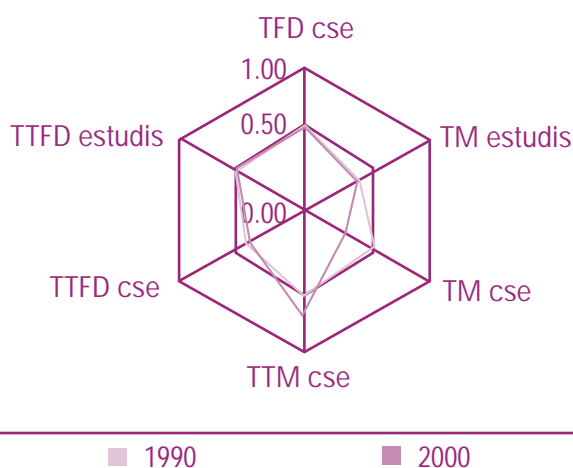 TFD cse
1.00
0.50
0.00
TTFD estudis
TM estudis
TTFD cse
TM cse
TTM cse
1990
2000